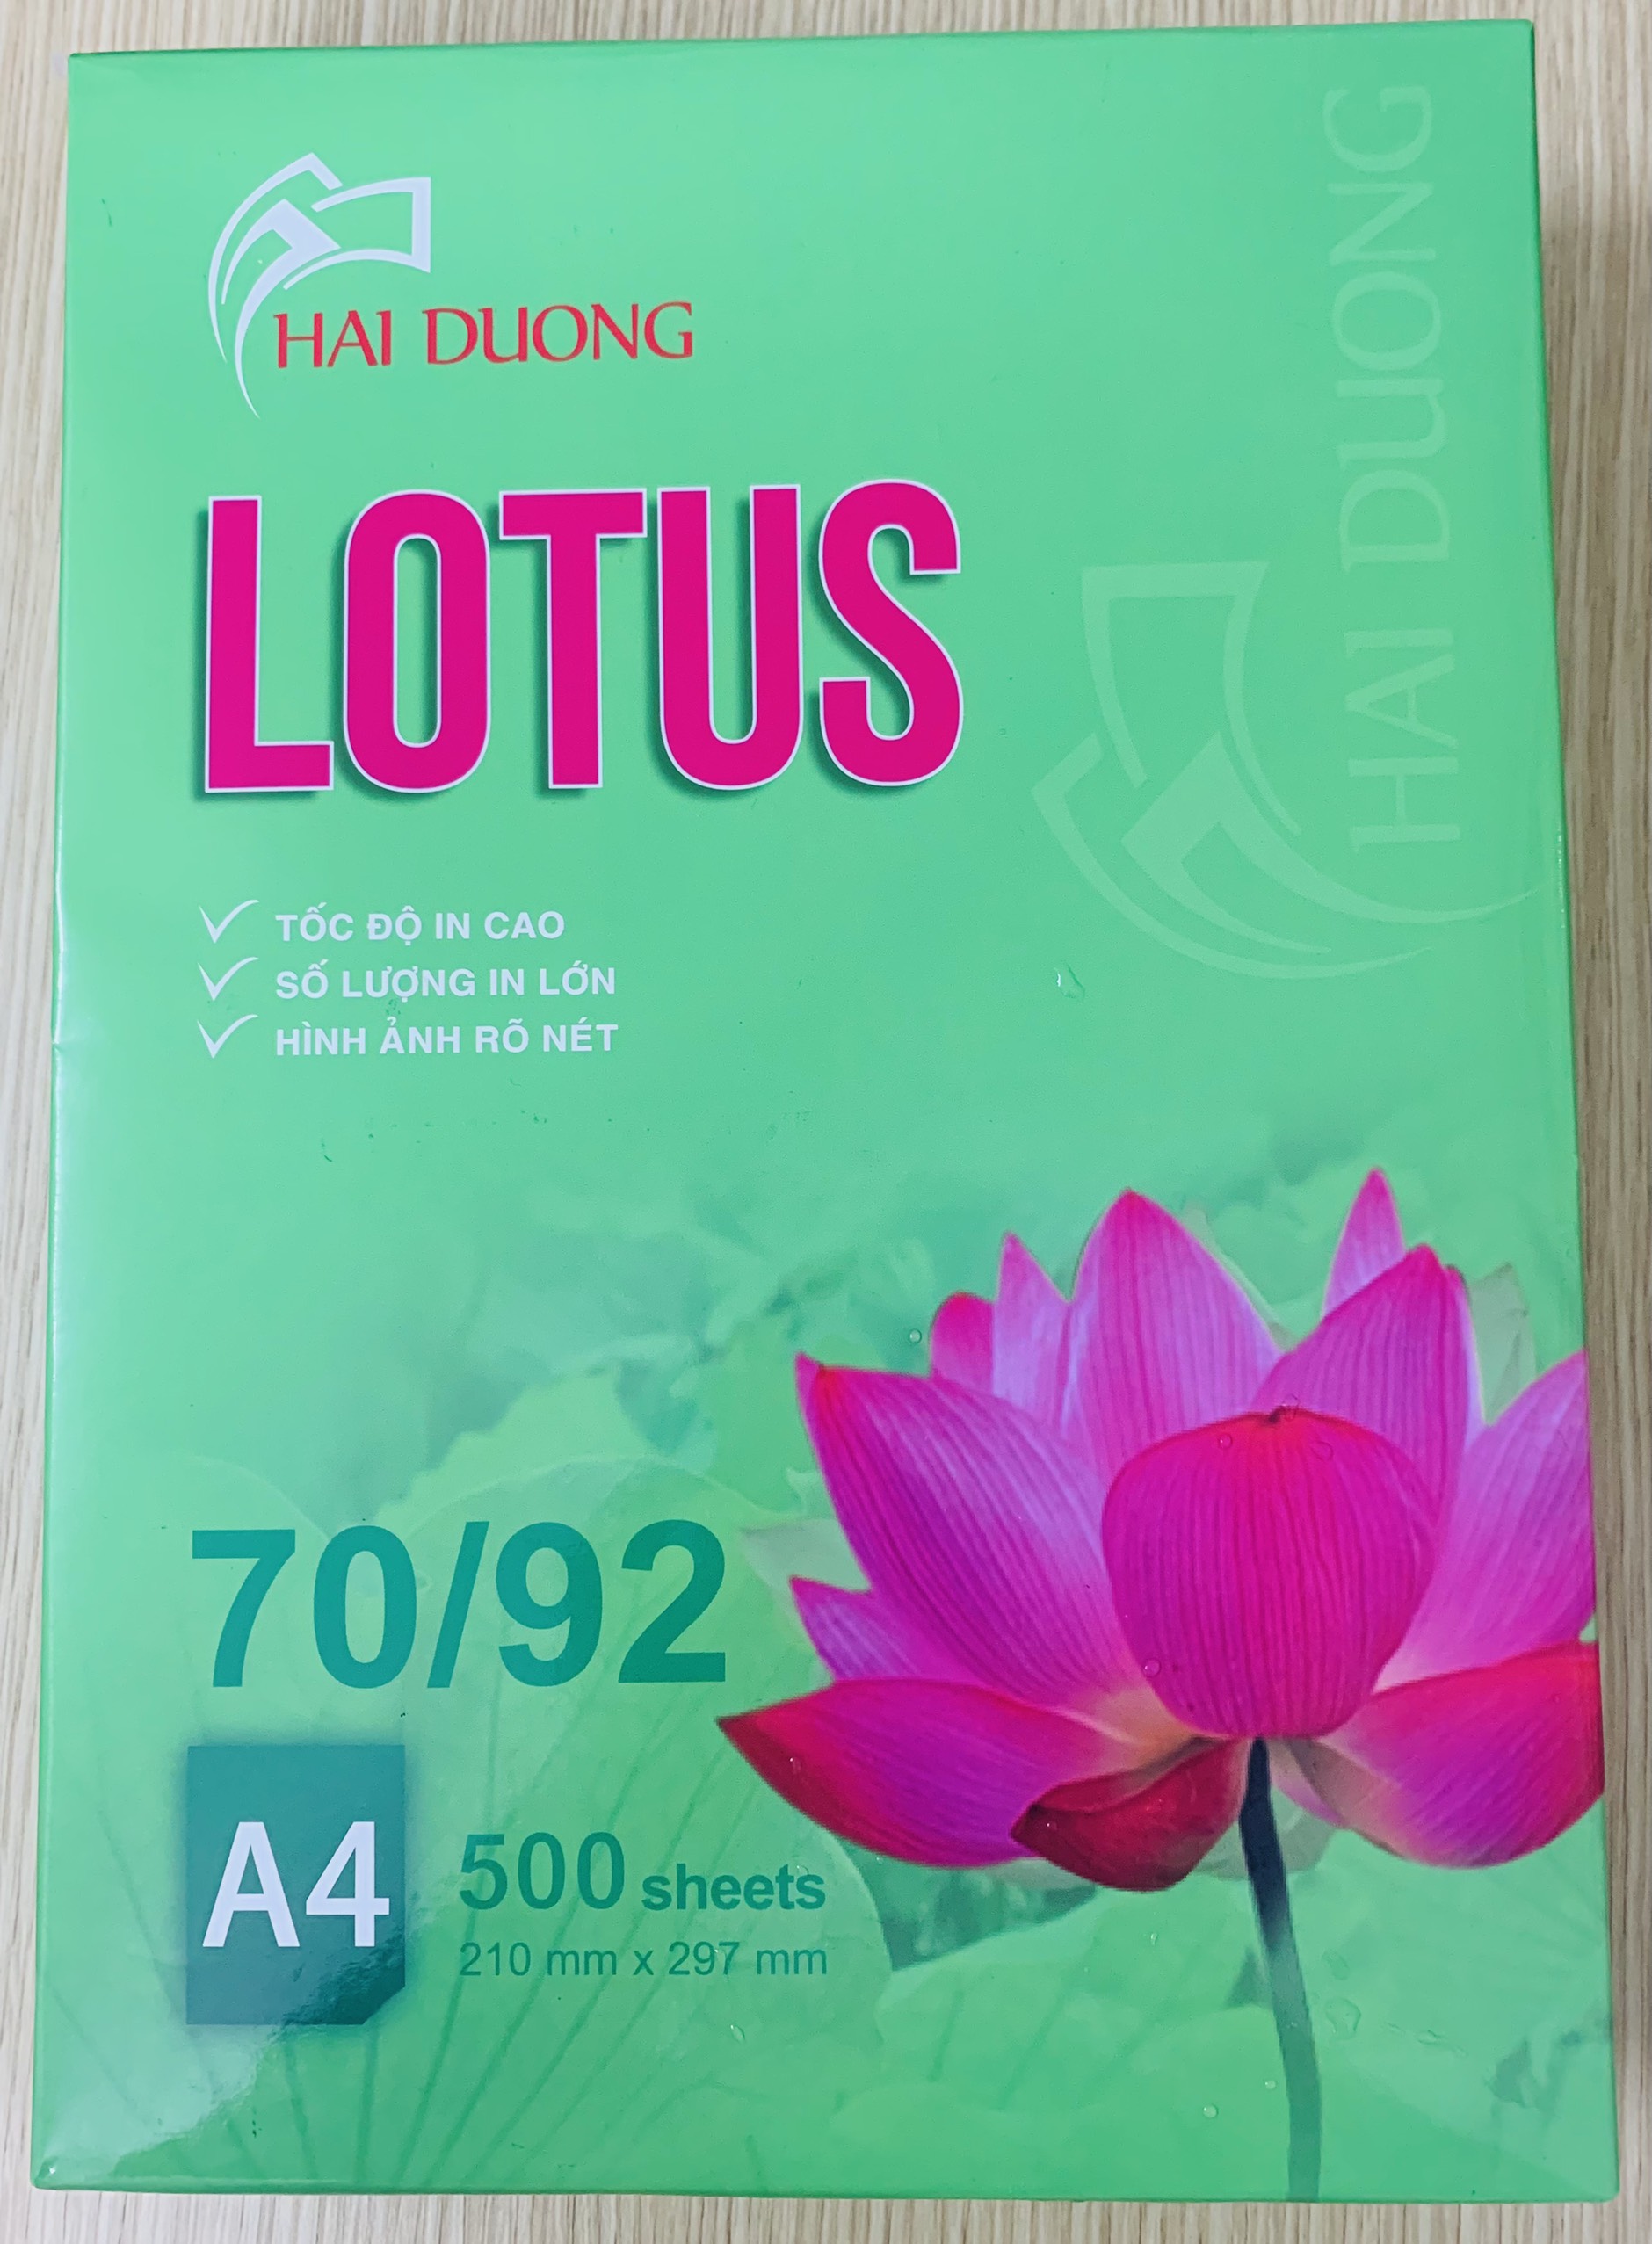 HAI DUONG
LOTUS
TỐC ĐỘ IN CAO
SỐ LƯỢNG IN LỚN
HÌNH ẢNH RÕ NÉT
HAI DUONG
70/92
A4
500 sheets
210 mm x 297 mm